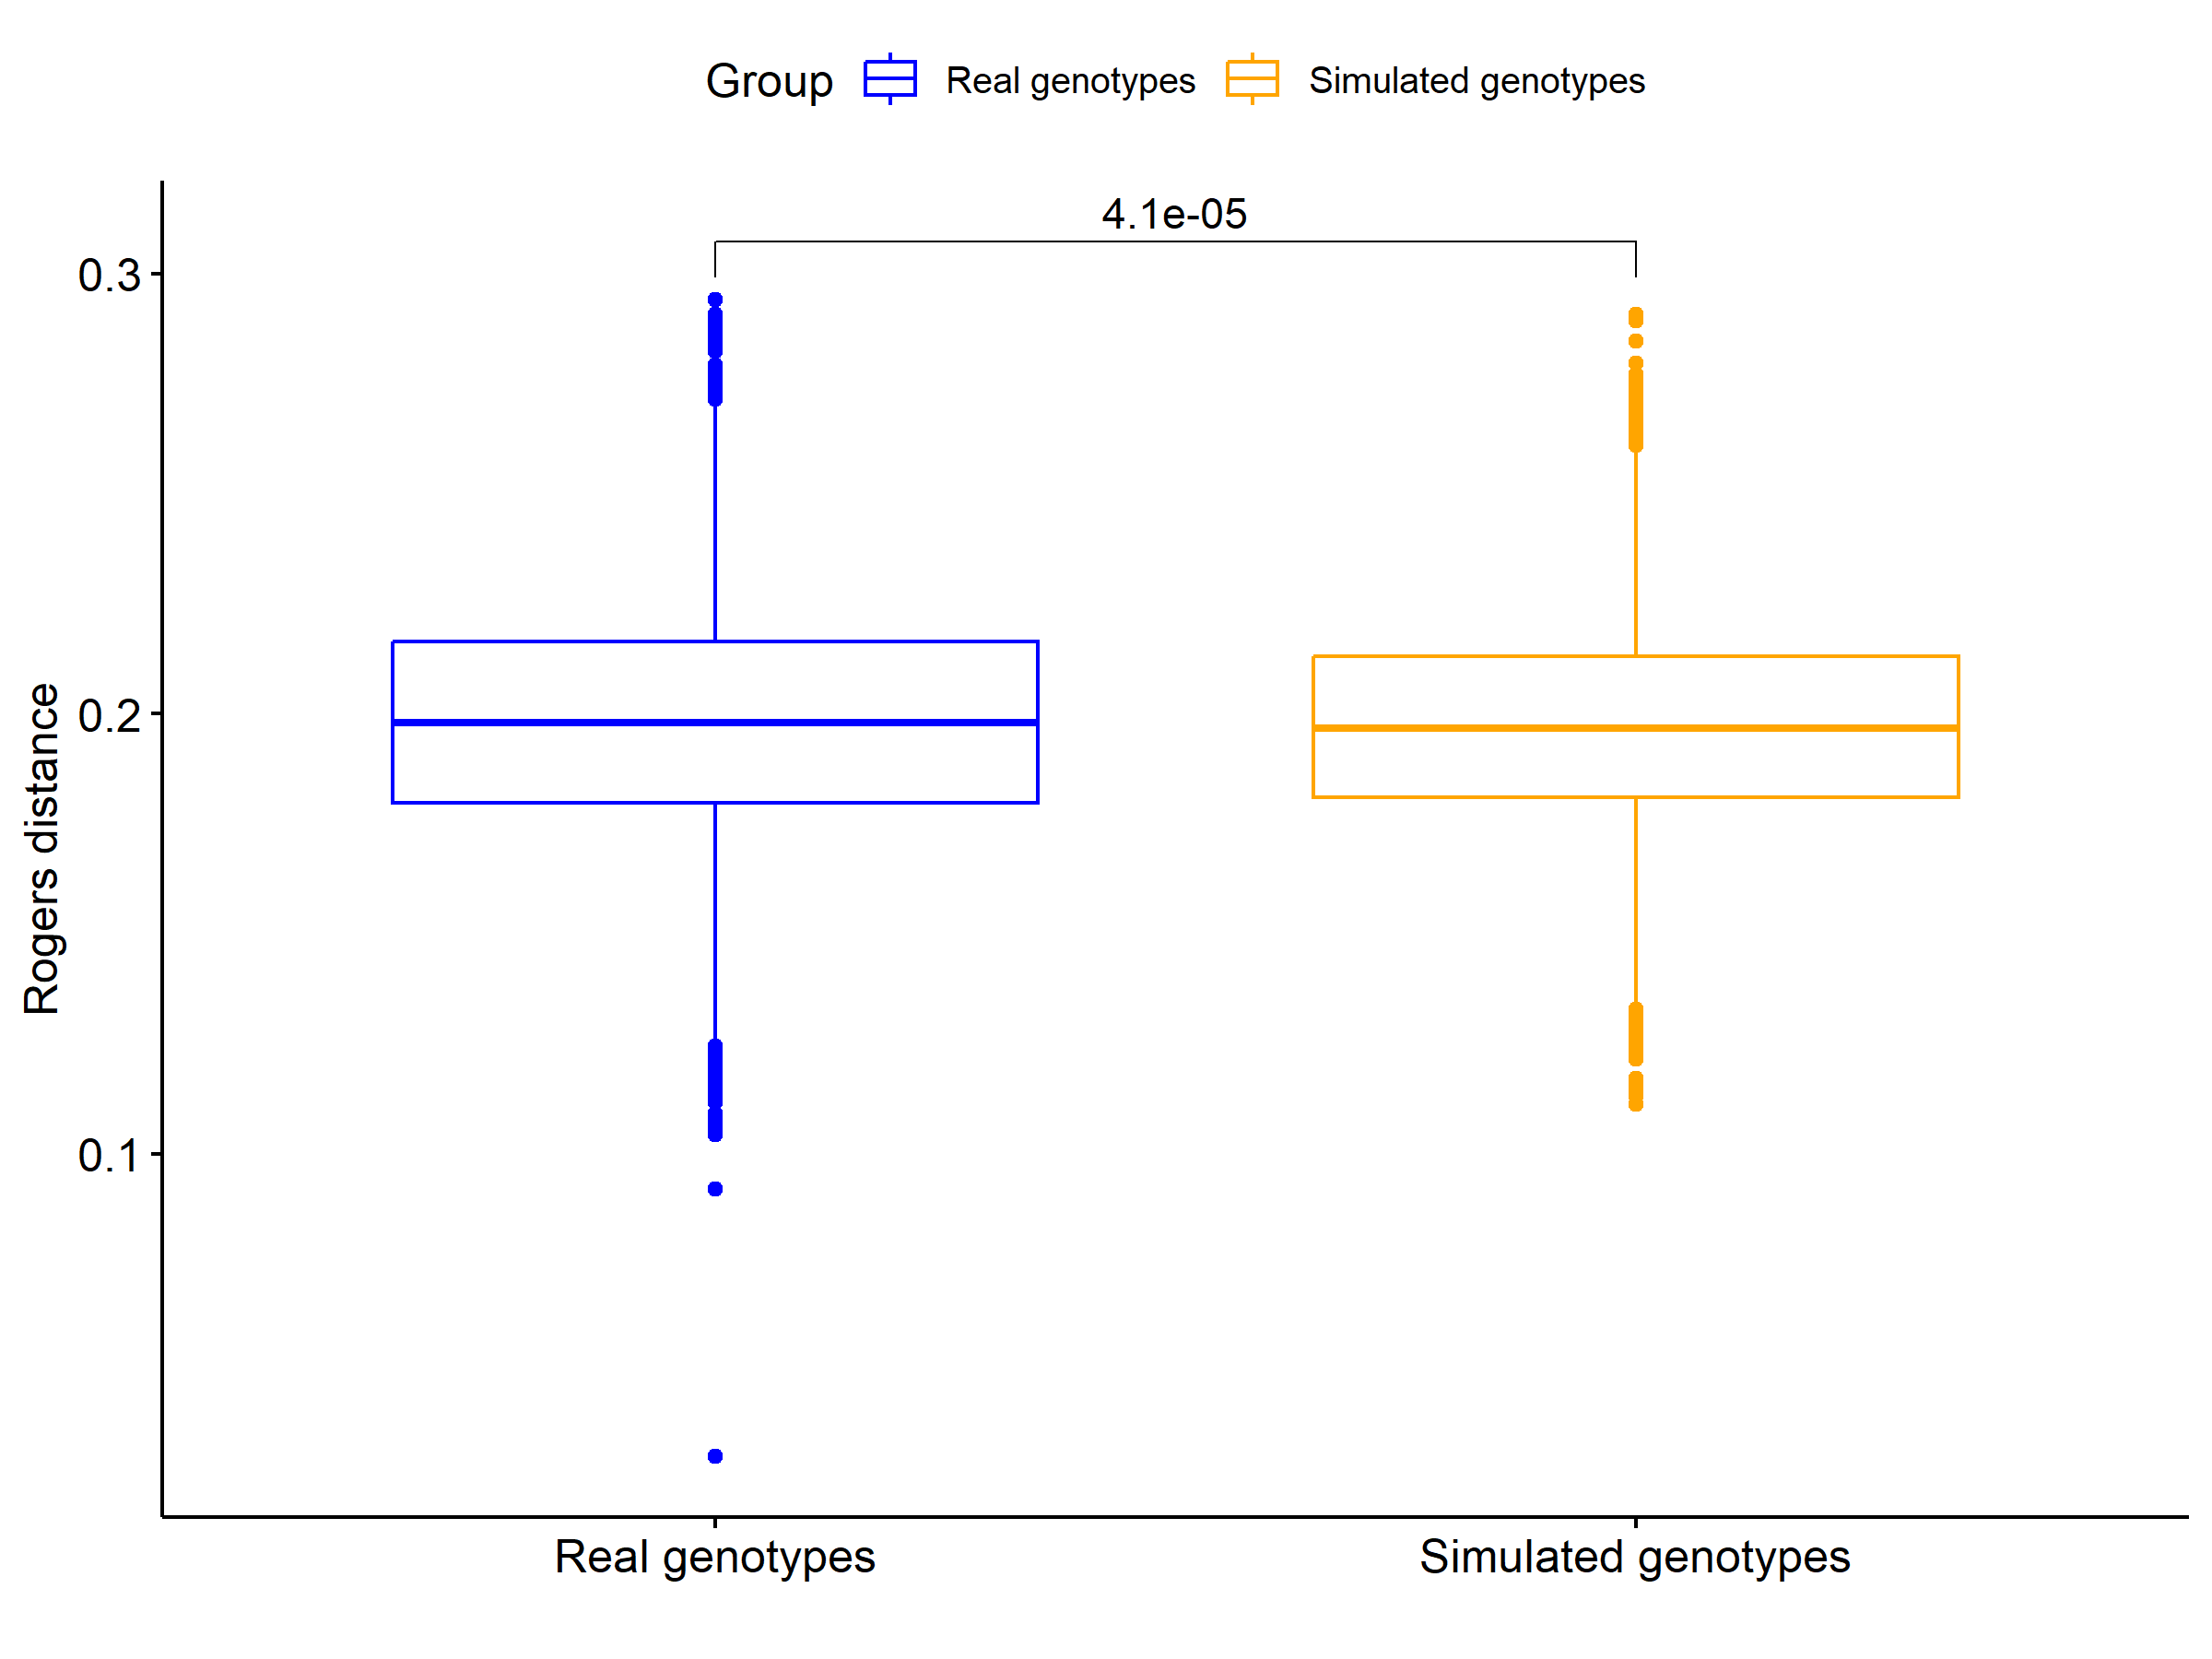 Group Real genotypes Simulated genotypes
4.1e-05
0.3
0.2
0.1
Rogers distance
Real genotypes Simulated genotypes